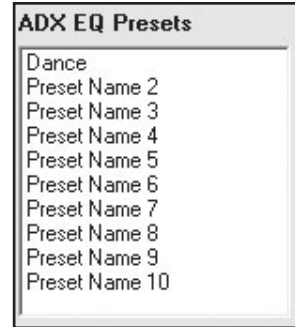 ADX EQ Presets
Dance
Preset Name 2
Preset Name 3
Preset Name 4
Preset Name 5
Preset Name 6
Preset Name 7
Preset Name 8
Preset Name 9
Preset Name 10